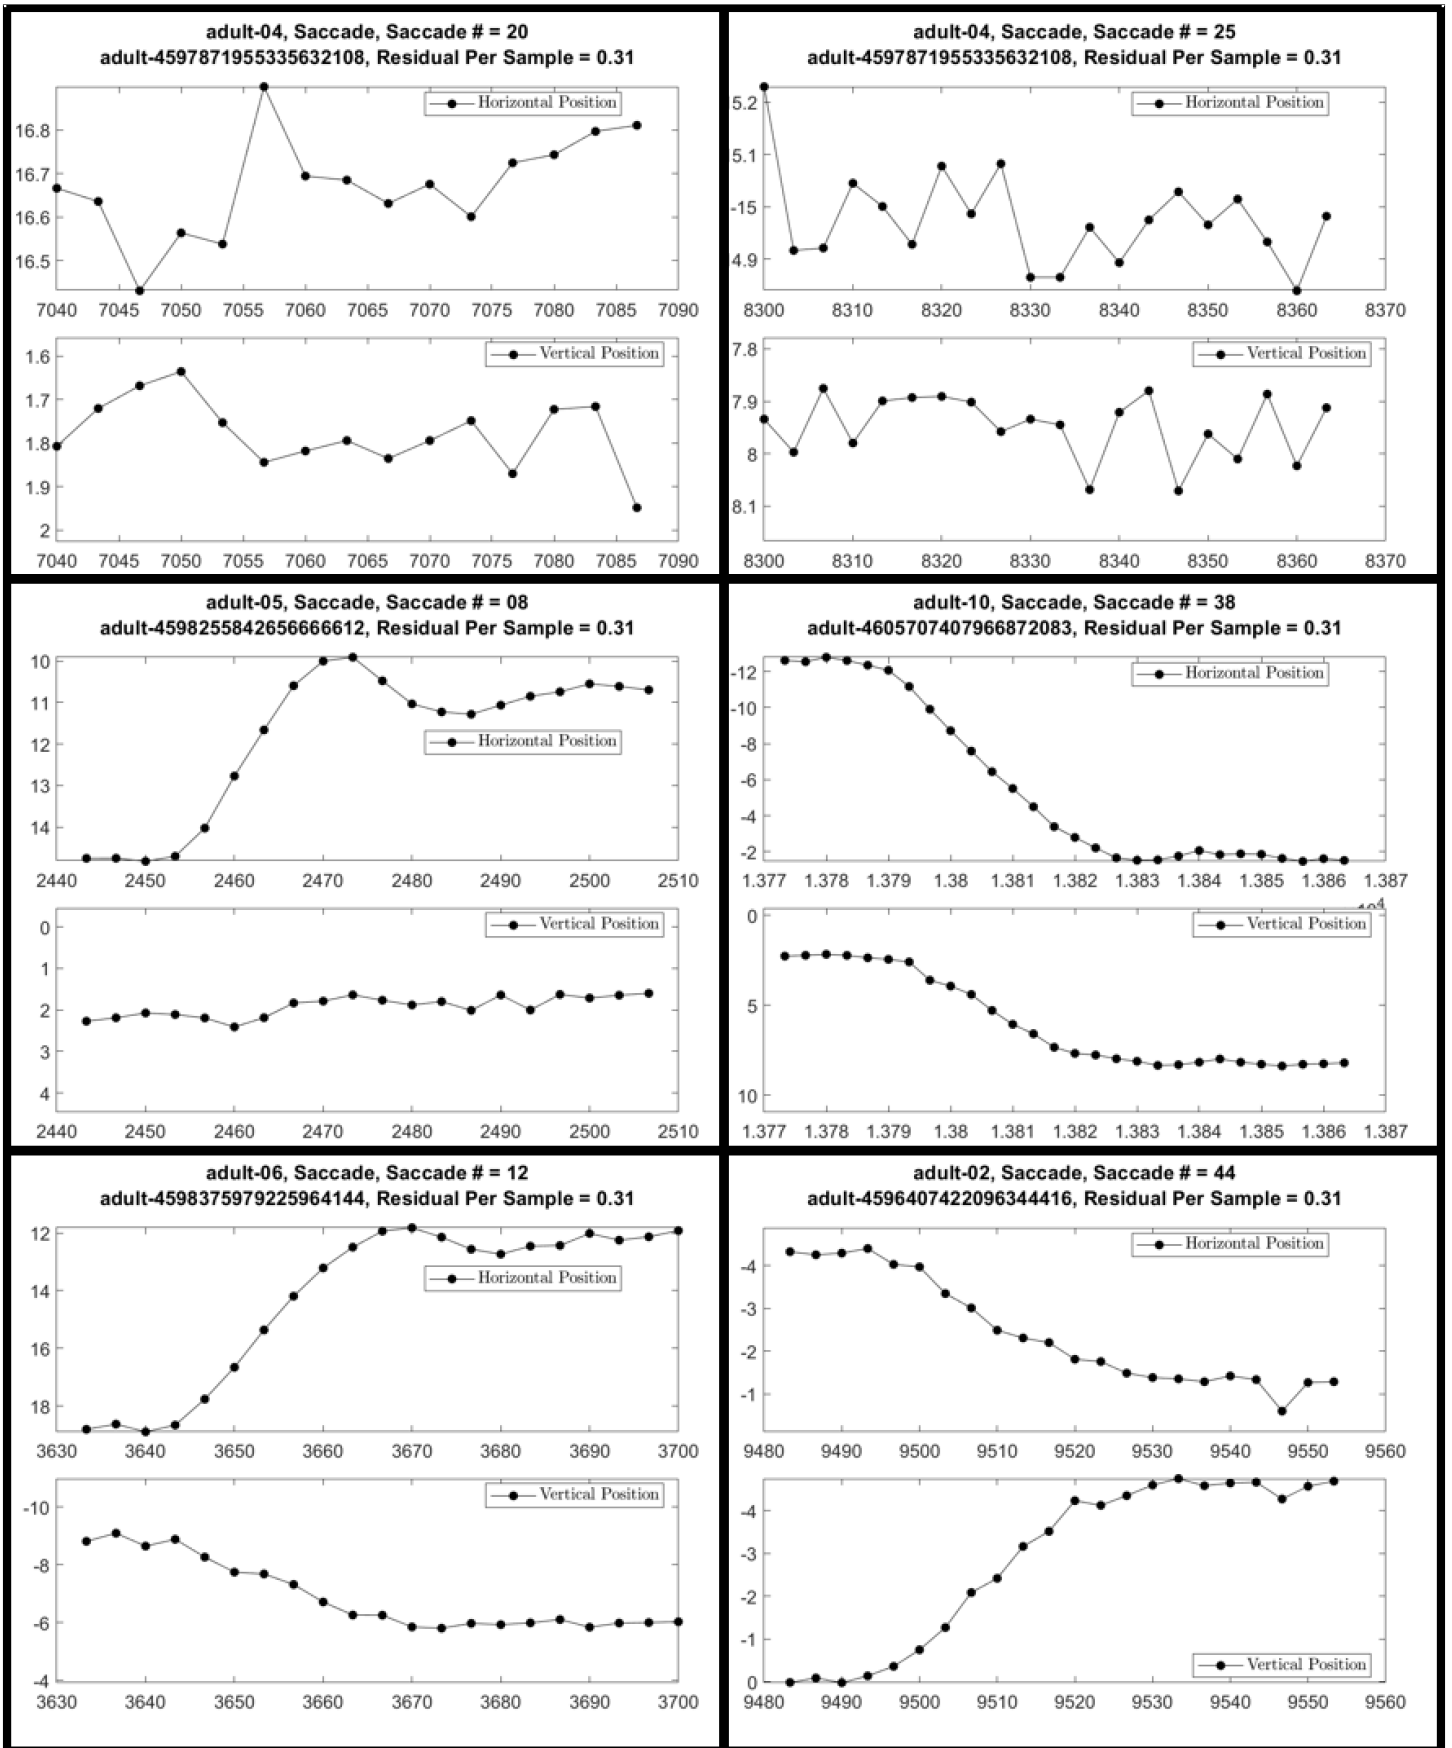 adult-04, Saccade, Saccade # = 20
adult-4597871955335632108, Residual Per Sample = 0.31
Horizontal Position
16.8
16.7
16.6
16.5
7040 7045 7050 7055 7060 7065 7070 7075 7080 7085 7090
Vertical Position
1.6
1.7
1.8
1.9
2
7040 7045 7050 7055 7060 7065 7070 7075 7080 7085 7090
adult-04, Saccade, Saccade # = 25
adult-4597871955335632108, Residual Per Sample = 0.31
Horizontal Position
5.2
5.1
-15
4.9
8300 8310 8320 8330 8340 8350 8360 8370
Vertical Position
7.8
7.9
8
8.1
8300 8310 8320 8330 8340 8350 8360 8370
adult-05, Saccade, Saccade # = 08
adult-4598255842656666612, Residual Per Sample = 0.31
10
11
12
13
14
Horizontal Position
2440 2450 2460 2470 2480 2490 2500 2510
Vertical Position
0
1
2
3
4
2440 2450 2460 2470 2480 2490 2500 2510
adult-10, Saccade, Saccade # = 38
adult-4605707407966872083, Residual Per Sample = 0.31
Horizontal Position
-12
-10
-8
-6
-4
-2
1.377 1.378 1.379 1.38 1.381 1.382 1.383 1.384 1.385 1.386 1.387
Vertical Position
0
5
10
1.377 1.378 1.379 1.38 1.381 1.382 1.383 1.384 1.385 1.386 1.387
adult-06, Saccade, Saccade # = 12
adult-4598375979225964144, Residual Per Sample = 0.31
12
14
16
18
Horizontal Position
3630 3640 3650 3660 3670 3680 3690 3700
Vertical Position
-10
-8
-6
-4
3630 3640 3650 3660 3670 3680 3690 3700
adult-02, Saccade, Saccade # = 44
adult-4596407422096344416, Residual Per Sample = 0.31
Horizontal Position
-4
-3
-2
-1
9480 9490 9500 9510 9520 9530 9540 9550 9560
-4
-3
-2
-1
0
Vertical Position
9480 9490 9500 9510 9520 9530 9540 9550 9560